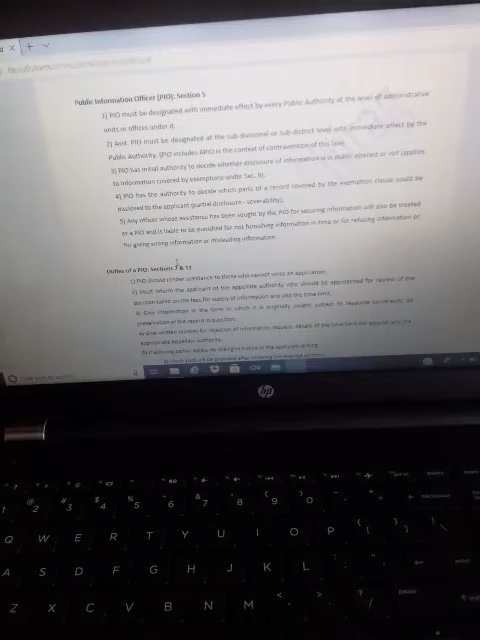 Public Information Officer (PIO): Section 5
1) PIO must be designated with immediate effect by every Public Authority at the level of administrative
units or offices under it.
2) Asst. PIO must be designated at the sub-divisional or sub-district level with immediate effect by the
Public Authority. (PIO includes APIO in the context of contravention of this law)
3) PIO has initial authority to decide whether disclosure of information is in public interest or not (applies
to information covered by exemptions under Sec. 8).
4) PIO has the authority to decide which parts of a record covered by the exemption clause could be
disclosed to the applicant (partial disclosure - severability).
5) Any officer whose assistance has been sought by the PIO for securing information will also be treated
as a PIO and is liable to be punished for not furnishing information in time or for refusing information or
for giving wrong information or misleading information.
Duties of a PIO: Sections 7 & 11
1) PIO should render assistance to those who cannot write an application.
2) Must inform the applicant of the appellate authority who should be approached for review of the
decision taken on the fee, for supply of information and also the time limit.
Give information in the form in which it is originally sought subject to resource constraints or
preservation of the record in question.
Give written reasons for rejection of information request, details of the time limit for appeal and the
appropriate appellate authority.
hp
@ # $ % ^ & * ( )
1 2 3 4 5 6 7 8 9 0
Q W E R T Y U I O P { [ } ]
A S D F G H J K L : ; "
Z X C V B N M < , > . ? /